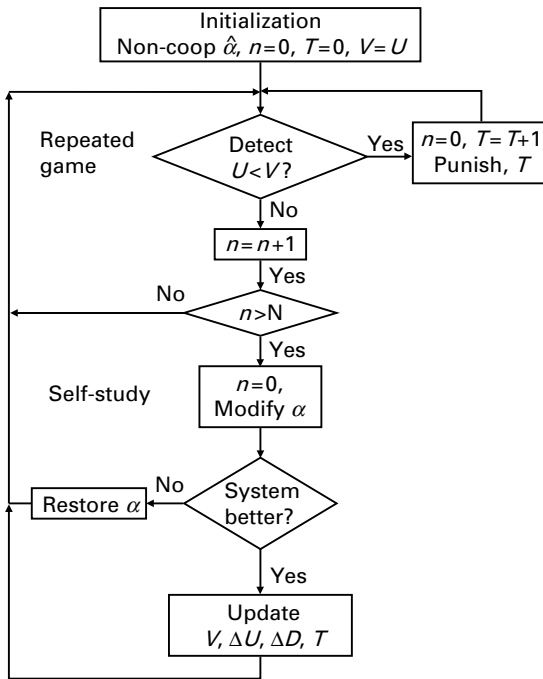 Initialization
Non-coop α̂, n=0, T=0, V=U
Repeated
game
Detect
U<V?
Yes
n=0, T=T+1
Punish, T
No
n=n+1
Yes
No
n>N
Yes
Self-study
n=0,
Modify α
No
Restore α
System
better?
Yes
Update
V, ΔU, ΔD, T